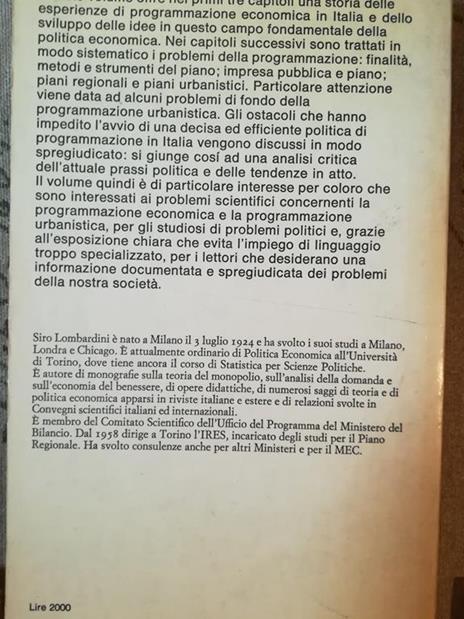 volume offre nei primi tre capitoli una storia delle
esperienze di programmazione economica in Italia e dello
sviluppo delle idee in questo campo fondamentale della
politica economica. Nei capitoli successivi sono trattati in
modo sistematico i problemi della programmazione: finalità,
metodi e strumenti del piano; impresa pubblica e piano;
piani regionali e piani urbanistici. Particolare attenzione
viene data ad alcuni problemi di fondo della
programmazione urbanistica. Gli ostacoli che hanno
impedito l'avvio di una decisa ed efficiente politica di
programmazione in Italia vengono discussi in modo
spregiudicato: si giunge cosí ad una analisi critica
dell'attuale prassi politica e delle tendenze in atto.
Il volume quindi è di particolare interesse per coloro che
sono interessati ai problemi scientifici concernenti la
programmazione economica e la programmazione
urbanistica, per gli studiosi di problemi politici e, grazie
all'esposizione chiara che evita l'impiego di linguaggio
troppo specializzato, per i lettori che desiderano una
informazione documentata e spregiudicata dei problemi
della nostra società.
Siro Lombardini è nato a Milano il 3 luglio 1924 e ha svolto i suoi studi a Milano,
Londra e Chicago. È attualmente ordinario di Politica Economica all'Università
di Torino, dove tiene ancora il corso di Statistica per Scienze Politiche.
È autore di monografie sulla teoria del monopolio, sull'analisi della domanda e
sull'economia del benessere, di opere didattiche, di numerosi saggi di teoria e di
politica economica apparsi in riviste italiane e estere e di relazioni svolte in
Convegni scientifici italiani ed internazionali.
È membro del Comitato Scientifico dell'Ufficio del Programma del Ministero del
Bilancio. Dal 1958 dirige a Torino l'IRES, incaricato degli studi per il Piano
Regionale. Ha svolto consulenze anche per altri Ministeri e per il MEC.
Lire 2000